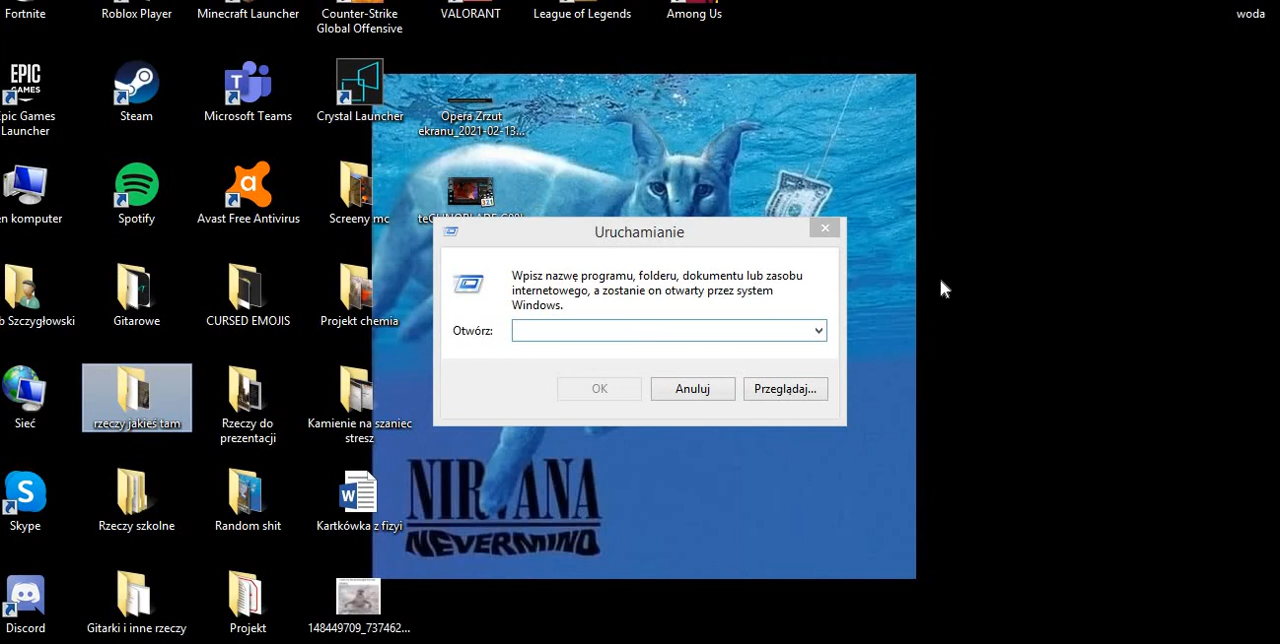 Fortnite
Roblox Player
Minecraft Launcher
Counter-Strike
Global Offensive
VALORANT
League of Legends
Among Us
woda
EPIC
GAMES
Epic Games
Launcher
Steam
T
Microsoft Teams
Crystal Launcher
Opera Zrzut
ekranu_2021-02-13...
en komputer
Spotify
a
Avast Free Antivirus
Screeny mc
321
b Szczygłowski
Gitarowe
CURSED EMOJIS
Projekt chemia
Uruchamianie
Wpisz nazwę programu, folderu, dokumentu lub zasobu
internetowego, a zostanie on otwarty przez system
Windows.
Otwórz:
OK
Anuluj
Przeglądaj...
Sieć
rzeczy jakieś tam
Rzeczy do
prezentacji
Kamienie na szaniec
stresz
S
Skype
Rzeczy szkolne
Random shit
W
Kartkówka z fizyi
NIRVANA
NEVERMIND
Discord
Gitarki i inne rzeczy
Projekt
148449709_737462...